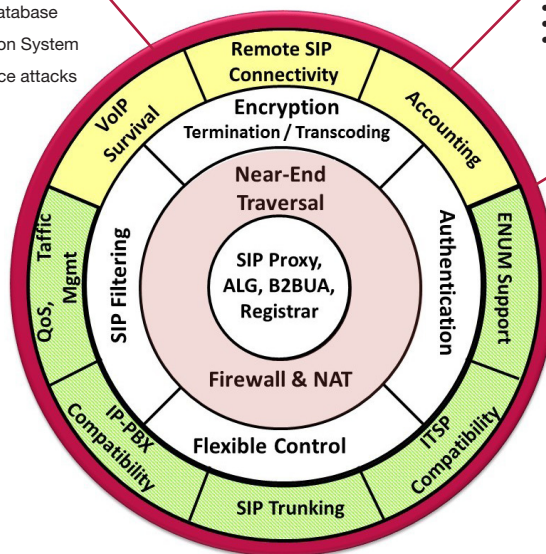 atabase
on System
ce attacks
Remote SIP
Connectivity
VoIP
Survival
Accounting
Encryption
Termination / Transcoding
Near-End
Traversal
QoS, Taffic
Mgmt
SIP Filtering
SIP Proxy,
ALG, B2BUA,
Registrar
Authentication
ENUM Support
Firewall & NAT
IP-PBX
Compatibility
Flexible Control
ITSP
Compatibility
SIP Trunking